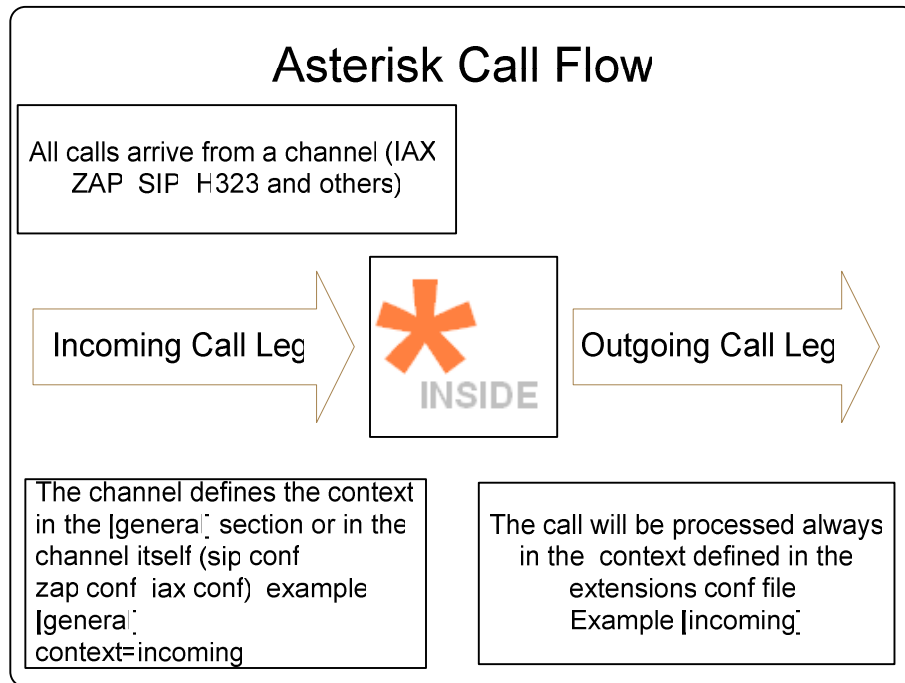 Asterisk Call Flow
All calls arrive from a channel (IAX
ZAP SIP H323 and others)
Incoming Call Leg
INSIDE
Outgoing Call Leg
The channel defines the context
in the [general] section or in the
channel itself (sip conf
zap conf iax conf) example
[general]
context=incoming
The call will be processed always
in the context defined in the
extensions conf file
Example [incoming]